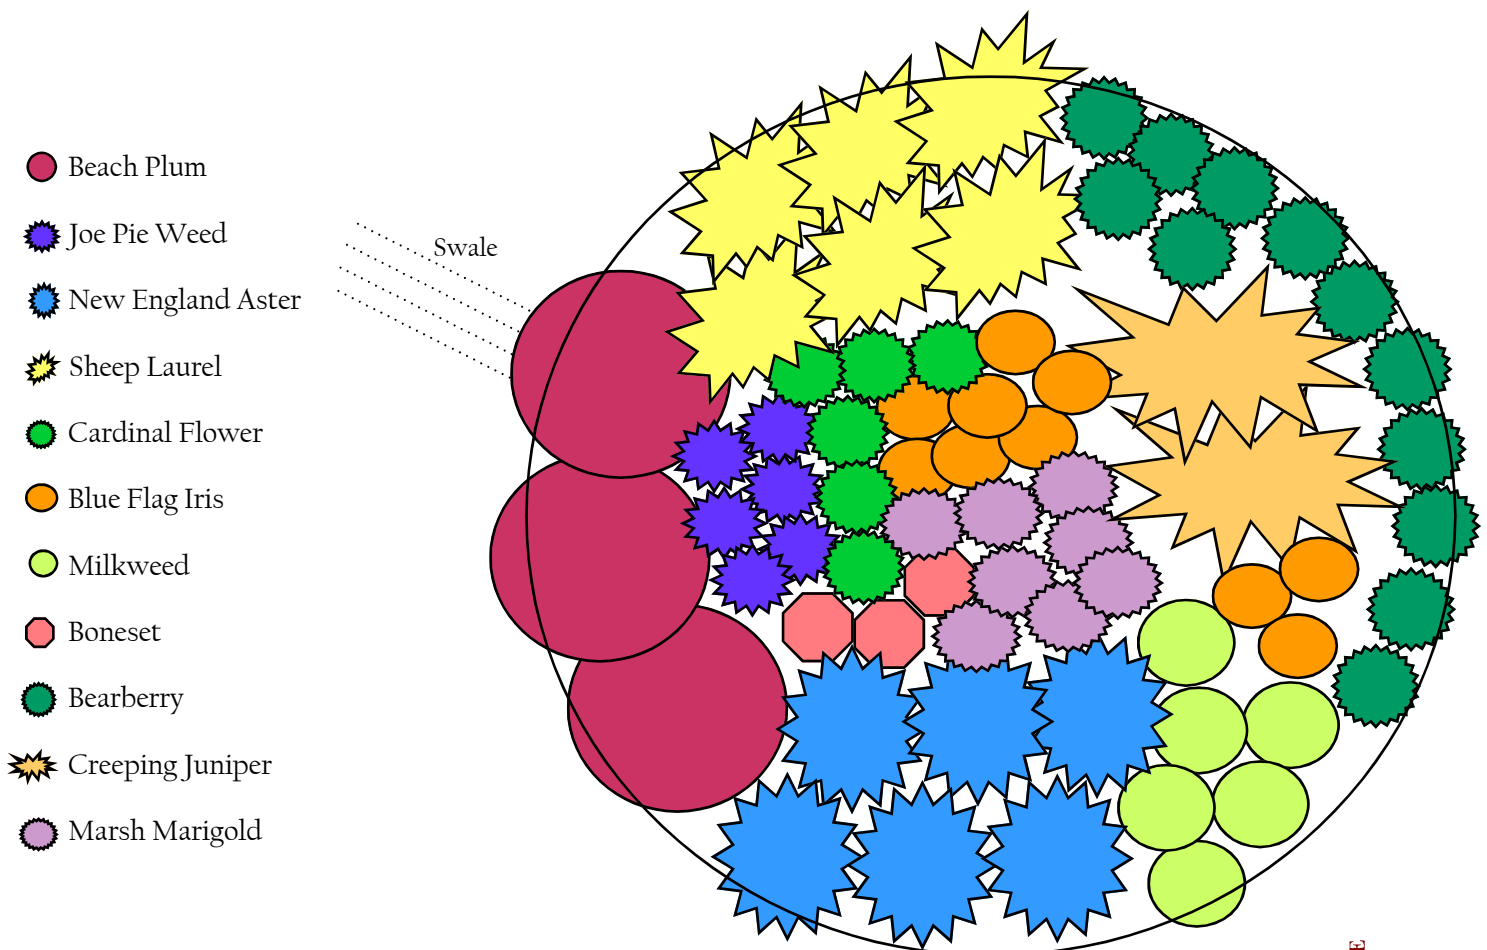 Swale
Beach Plum
Joe Pie Weed
New England Aster
Sheep Laurel
Cardinal Flower
Blue Flag Iris
Milkweed
Boneset
Bearberry
Creeping Juniper
Marsh Marigold